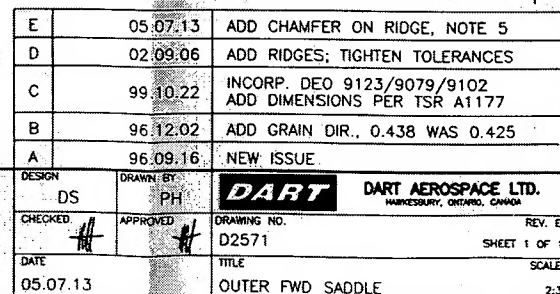 E 05.07.13 ADD CHAMFER ON RIDGE, NOTE 5
D 02.09.06 ADD RIDGES; TIGHTEN TOLERANCES
C 99.10.22 INCORP. DEO 9123/9079/9102
ADD DIMENSIONS PER TSR A1177
B 96.12.02 ADD GRAIN DIR., 0.438 WAS 0.425
A 96.09.16 NEW ISSUE
DESIGN DRAWN BY
DS PH DART DART AEROSPACE LTD.
HAWKESBURY, ONTARIO, CANADA
CHECKED APPROVED DRAWING NO. REV. E
D2571 SHEET 1 OF
DATE TITLE SCALE
05.07.13 OUTER FWD SADDLE